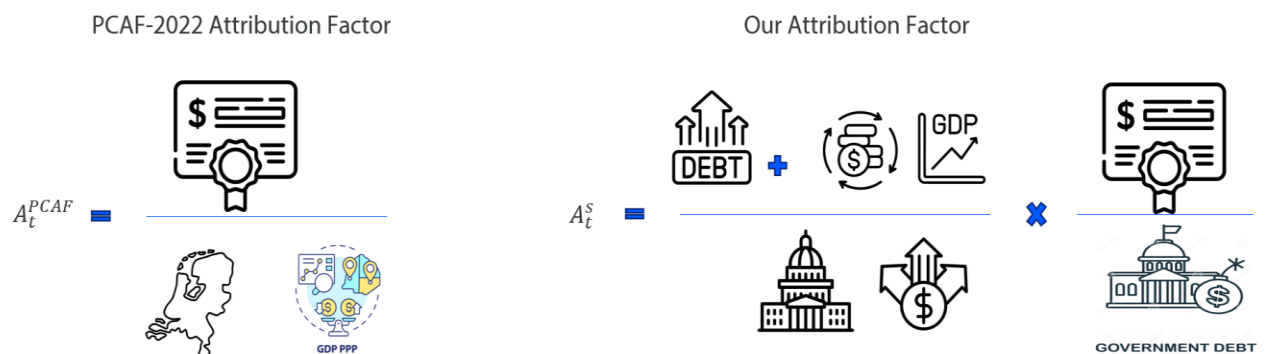 PCAF-2022 Attribution Factor
Our Attribution Factor
$
DEBT
$
GDP
$
A_t^{PCAF} =
A_t^s =
$ $
GDP PPP
$
$
GOVERNMENT DEBT